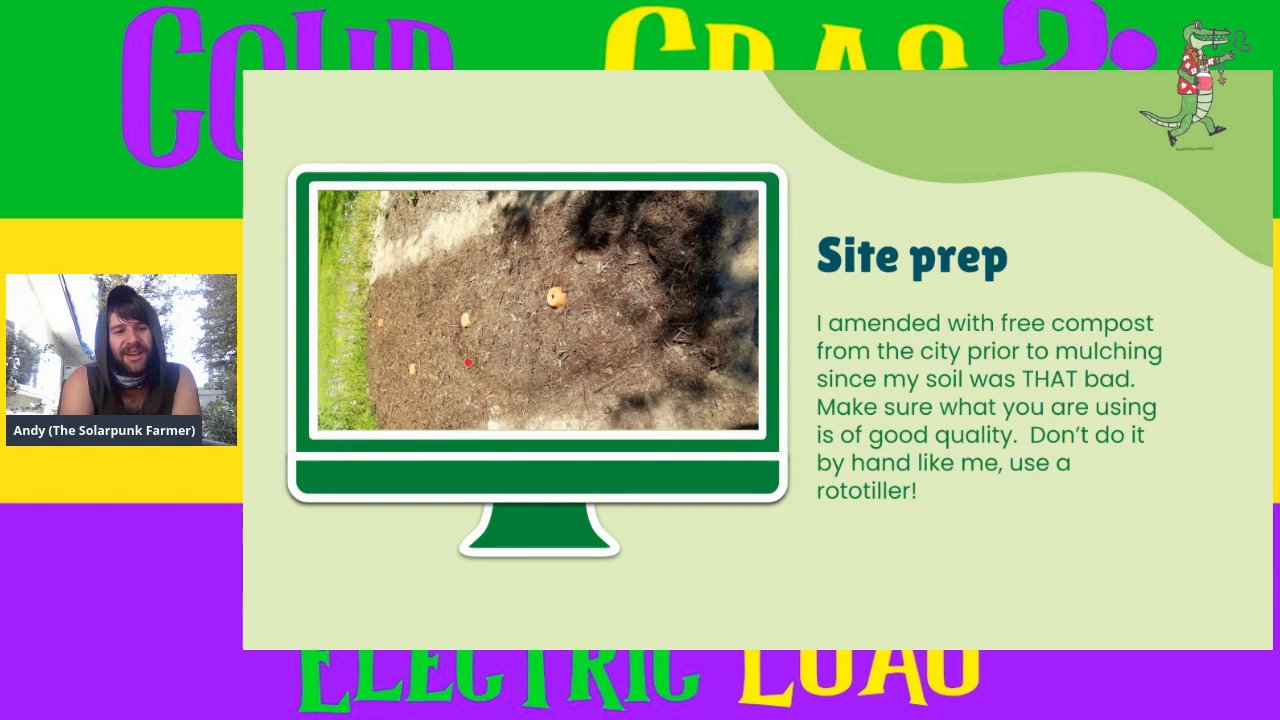 Site prep
I amended with free compost
from the city prior to mulching
since my soil was THAT bad.
Make sure what you are using
is of good quality.  Don't do it
by hand like me, use a
rototiller!
Andy (The Solarpunk Farmer)
ELECTRIC